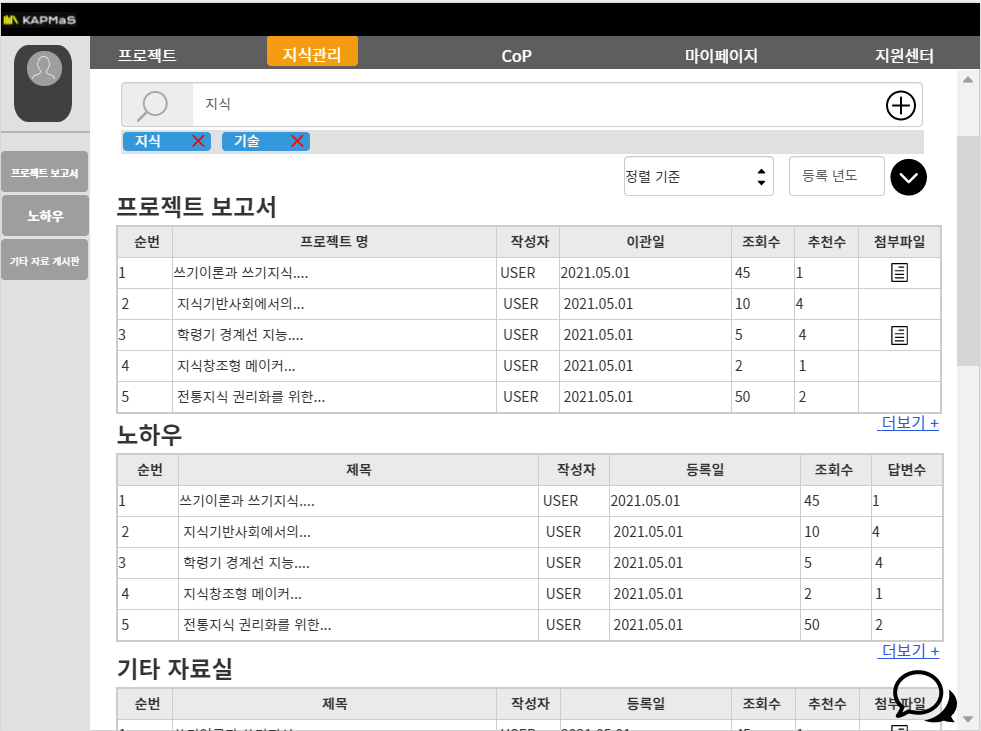 KAPMaS
프로젝트 지식관리 CoP 마이페이지 지원센터
지식
지식 기술
정렬 기준 등록 년도
프로젝트 보고서
노하우
기타 자료 게시판
프로젝트 보고서
순번 프로젝트 명 작성자 이관일 조회수 추천수 첨부파일
1 쓰기이론과 쓰기지식.... USER 2021.05.01 45 1
2 지식기반사회에서의... USER 2021.05.01 10 4
3 학령기 경계선 지능.... USER 2021.05.01 5 4
4 지식창조형 메이커... USER 2021.05.01 2 1
5 전통지식 권리화를 위한... USER 2021.05.01 50 2
더보기 +
노하우
순번 제목 작성자 등록일 조회수 답변수
1 쓰기이론과 쓰기지식.... USER 2021.05.01 45 1
2 지식기반사회에서의... USER 2021.05.01 10 4
3 학령기 경계선 지능.... USER 2021.05.01 5 4
4 지식창조형 메이커... USER 2021.05.01 2 1
5 전통지식 권리화를 위한... USER 2021.05.01 50 2
더보기 +
기타 자료실
순번 제목 작성자 등록일 조회수 추천수 첨부파일